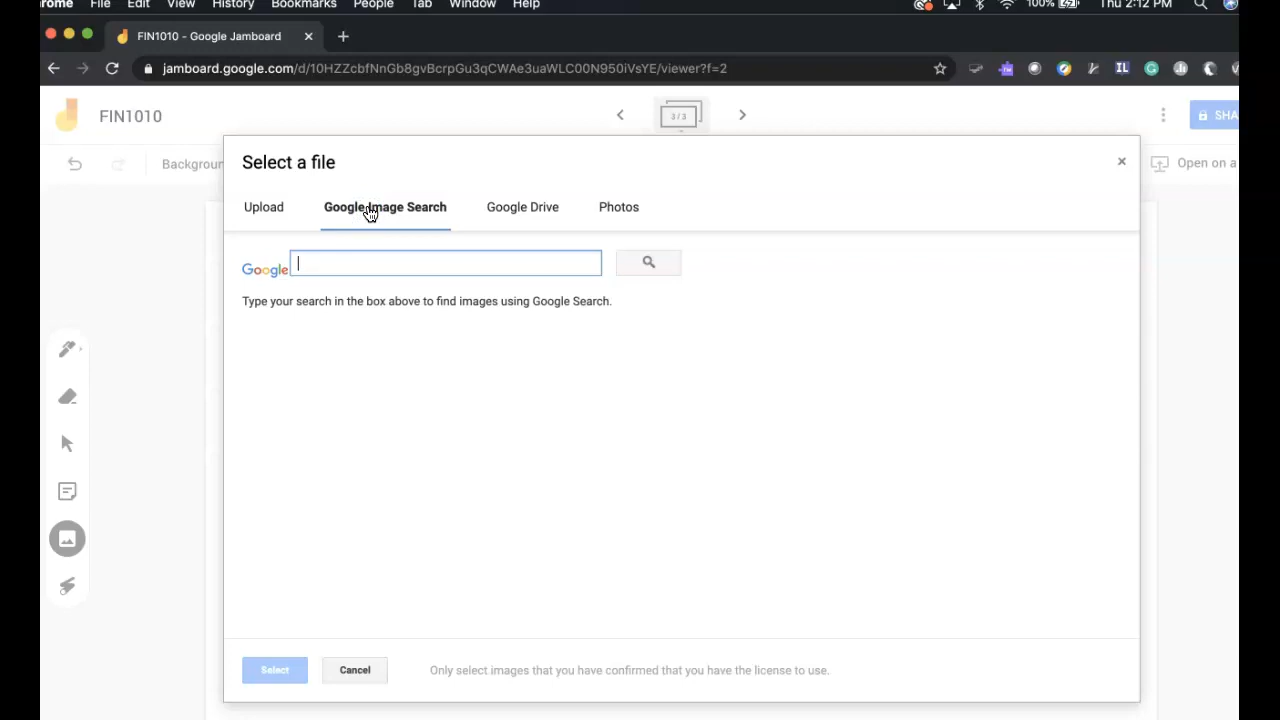 File Edit View History Bookmarks People Tab Window Help 100% Thu 2:12 PM
FIN1010 - Google Jamboard
jamboard.google.com/d/10HZZcbfNnGb8gvBcrpGu3qCWAe3uaWLC00N950iVsYE/viewer?f=2
FIN1010
3/3
Select a file
Open on a
Upload Google Image Search Google Drive Photos
Google
Type your search in the box above to find images using Google Search.
Select Cancel Only select images that you have confirmed that you have the license to use.